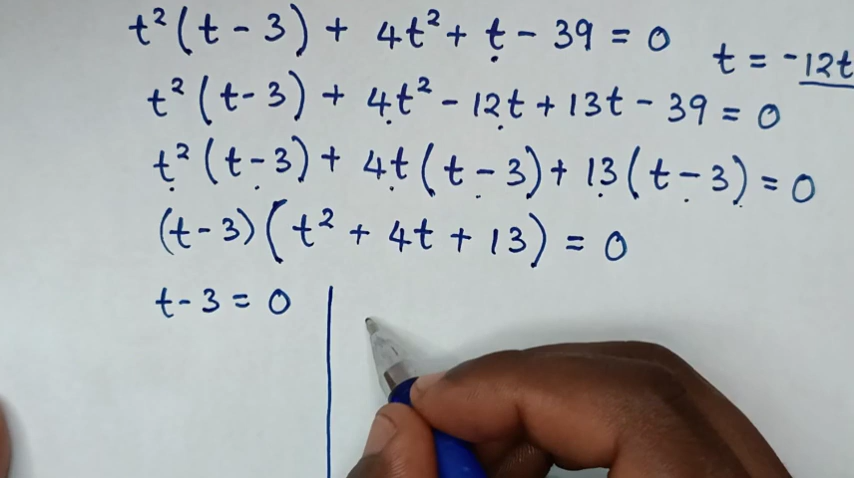 t²(t-3) + 4t² + t - 39 = 0
t = -12t
t²(t-3) + 4t² - 12t + 13t - 39 = 0
t²(t-3) + 4t(t-3) + 13(t-3) = 0
(t-3)(t² + 4t + 13) = 0
t-3 = 0